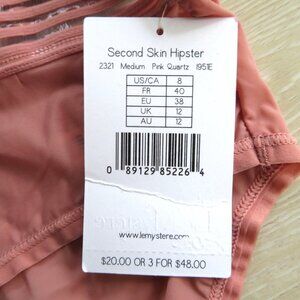 Second Skin Hipster
2321 Medium Pink Quartz 1951E
US/CA 8
FR 40
EU 38
UK 12
AU 12
0 89129 85226 4
www.lemystere.com
$20.00 OR 3 FOR $48.00